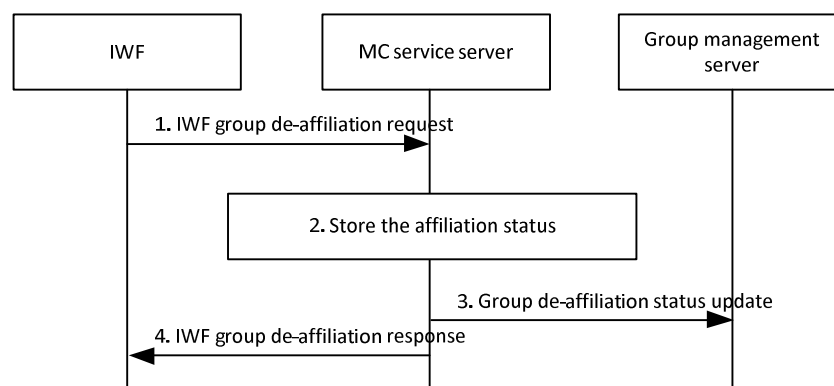 IWF
MC service server
Group management
server
1. IWF group de-affiliation request
2. Store the affiliation status
3. Group de-affiliation status update
4. IWF group de-affiliation response